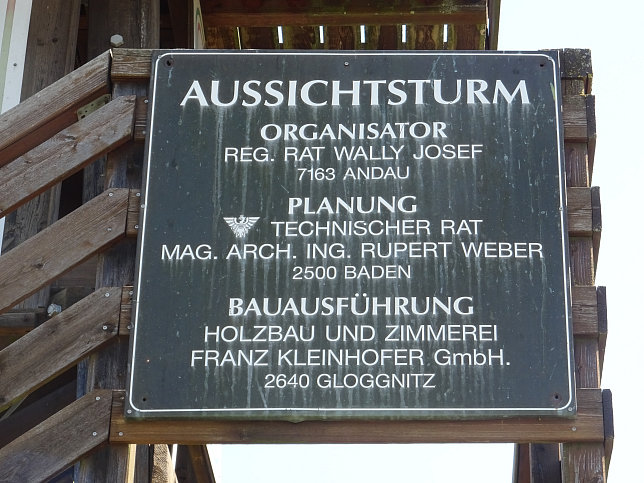 AUSSICHTSTURM
ORGANISATOR
REG. RAT WALLY JOSEF
7163 ANDAU
PLANUNG
TECHNISCHER RAT
MAG. ARCH. ING. RUPERT WEBER
2500 BADEN
BAUAUSFÜHRUNG
HOLZBAU UND ZIMMEREI
FRANZ KLEINHOFER GmbH.
2640 GLOGGNITZ